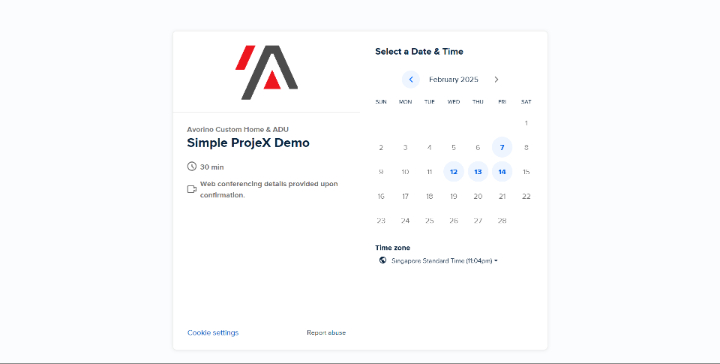 Avorino Custom Home & ADU
Simple ProjeX Demo
30 min
Web conferencing details provided upon
confirmation.
Cookie settings
Report abuse
Select a Date & Time
February 2025
SUN MON TUE WED THU FRI SAT
1
2 3 4 5 6 7 8
9 10 11 12 13 14 15
16 17 18 19 20 21 22
23 24 25 26 27 28
Time zone
Singapore Standard Time (11:04pm)